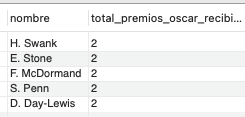 nombre total_premios_oscar_recibi...
H. Swank 2
E. Stone 2
F. McDormand 2
S. Penn 2
D. Day-Lewis 2